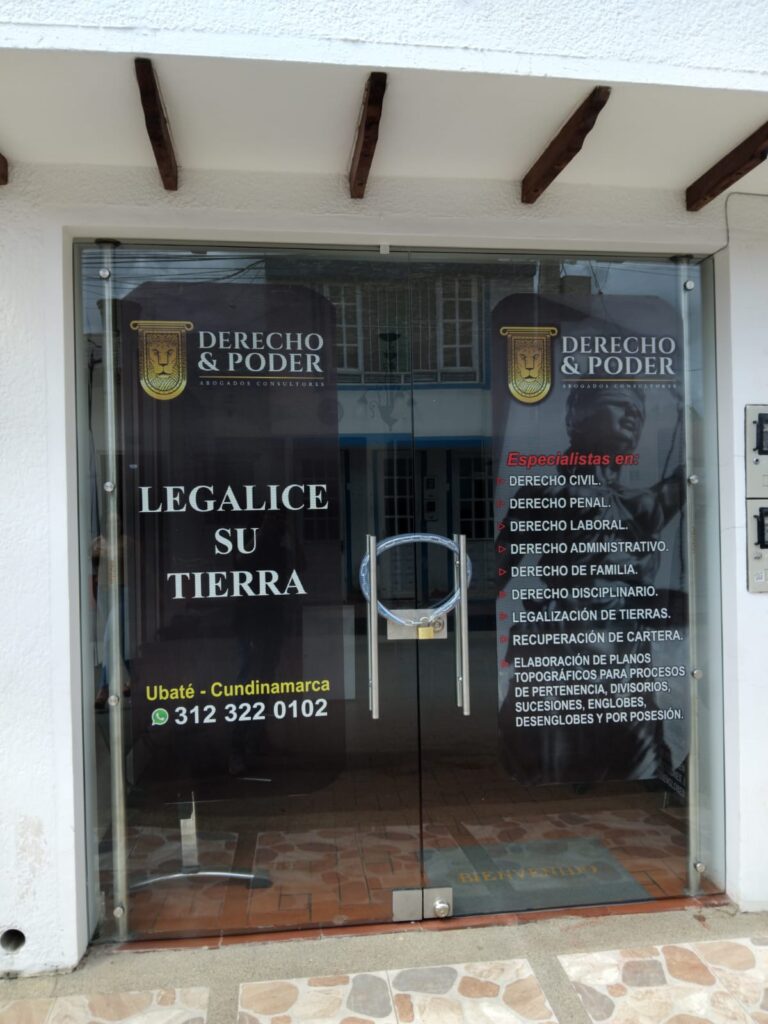 DERECHO
& PODER
ABOGADOS CONSULTORES
LEGALICE
SU
TIERRA
Ubaté - Cundinamarca
312 322 0102
DERECHO
& PODER
ABOGADOS CONSULTORES
Especialistas en:
DERECHO CIVIL.
DERECHO PENAL.
DERECHO LABORAL.
DERECHO ADMINISTRATIVO.
DERECHO DE FAMILIA.
DERECHO DISCIPLINARIO.
LEGALIZACIÓN DE TIERRAS.
RECUPERACIÓN DE CARTERA.
ELABORACIÓN DE PLANOS
TOPOGRÁFICOS PARA PROCESOS
DE PERTENENCIA, DIVISORIOS,
SUCESIONES, ENGLOBES,
DESENGLOBES Y POR POSESIÓN.
BIENVENIDO